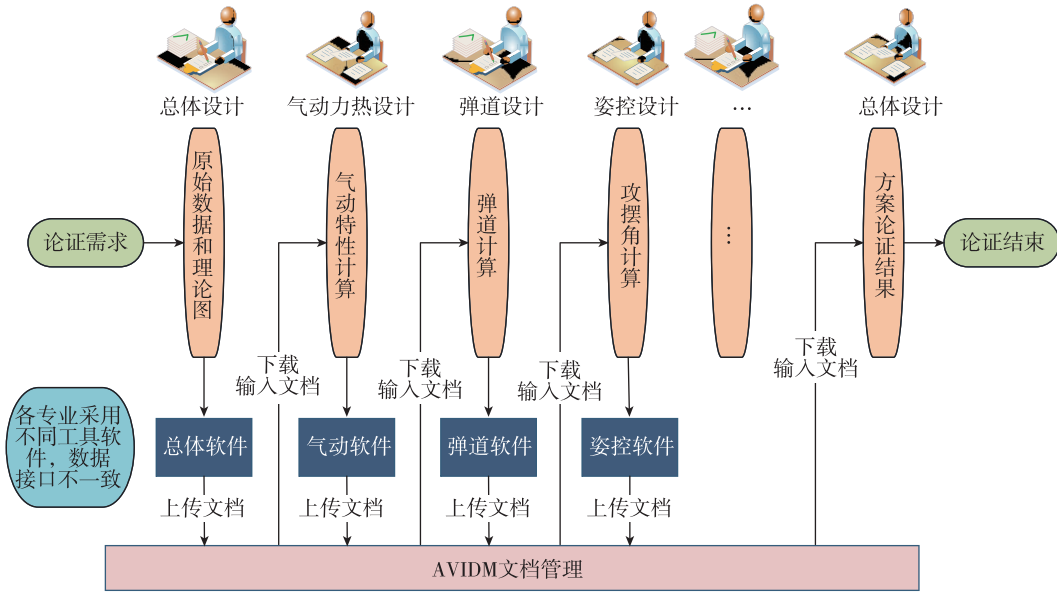 总体设计
气动力热设计
弹道设计
姿控设计
…
总体设计
论证需求
原始数据和理论图
气动特性计算
弹道计算
攻摆角计算
…
方案论证结果
论证结束
下载
输入文档
下载
输入文档
下载
输入文档
下载
输入文档
各专业采用
不同工具软
件，数据
接口不一致
总体软件
气动软件
弹道软件
姿控软件
上传文档
上传文档
上传文档
上传文档
AVIDM文档管理